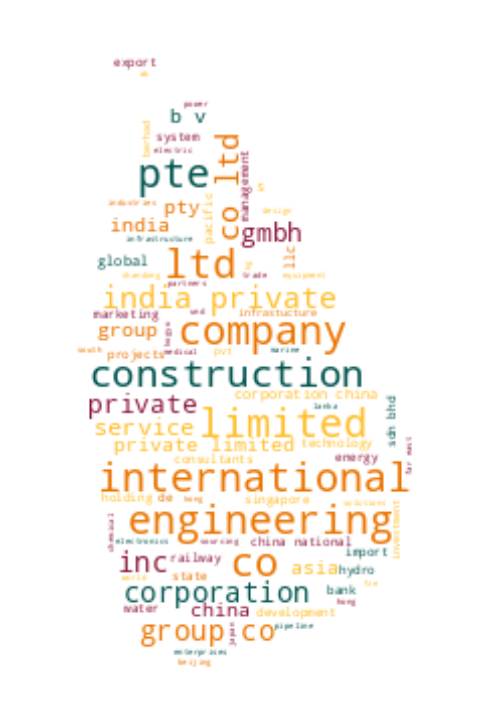 export
power
b v
system
berhad
electric
co ltd
management
pte
industries
pty
pacific
design
india
infrastructure
gmbh
global
llc
ltd
shandong
trade
equipment
partners
india private
marketing
and
infrastucture
group
company
south
projects
medical
pvt
marine
construction
corporation china
private
lanka
limited
sdn bhd
service
private limited
technology
far east
consultants
energy
international
holding
de
hong
singapore
solutions
engineering
investment
chemical
electronics
sourcing
china national
import
inc
railway
co
asia
hydro
world
state
corporation
bank
kong
water
china
development
group co
japan
pipeline
enterprises
beijing